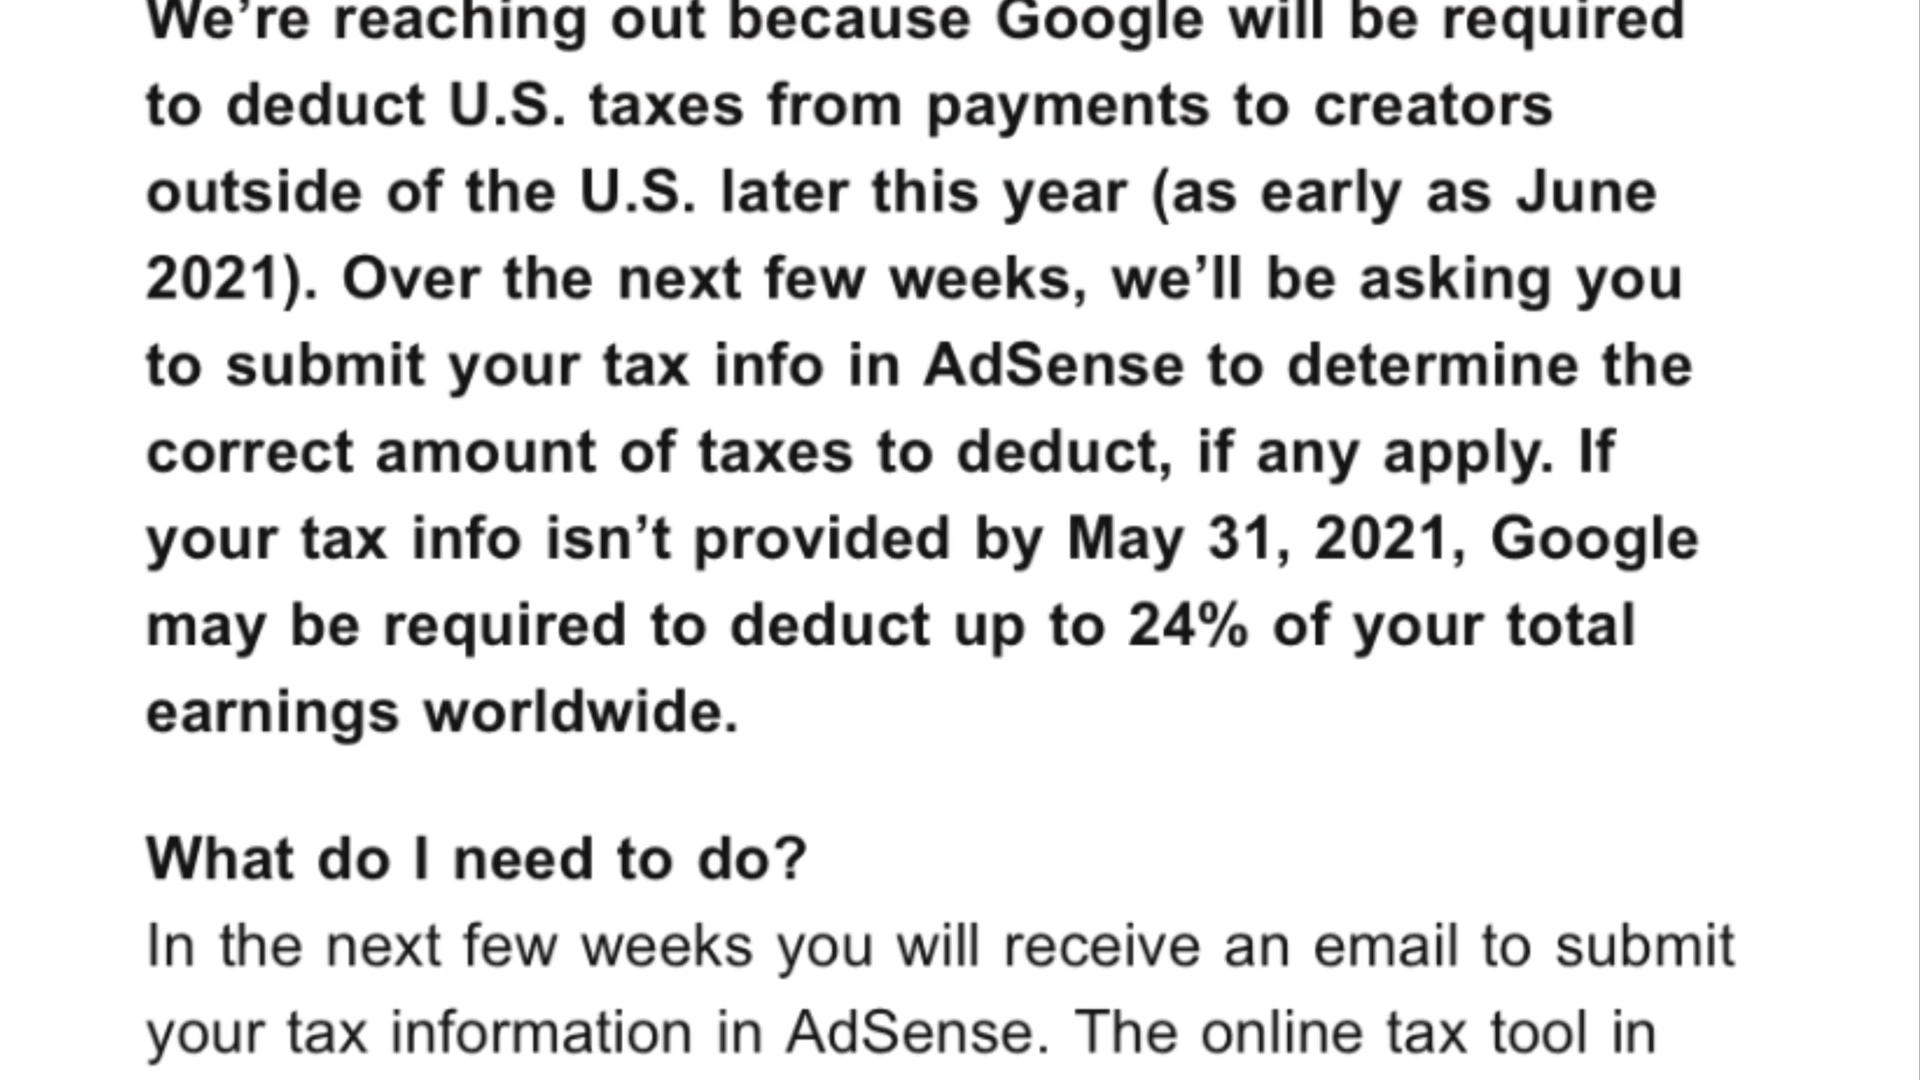 We’re reaching out because Google will be required
to deduct U.S. taxes from payments to creators
outside of the U.S. later this year (as early as June
2021). Over the next few weeks, we’ll be asking you
to submit your tax info in AdSense to determine the
correct amount of taxes to deduct, if any apply. If
your tax info isn’t provided by May 31, 2021, Google
may be required to deduct up to 24% of your total
earnings worldwide.
What do I need to do?
In the next few weeks you will receive an email to submit
your tax information in AdSense. The online tax tool in